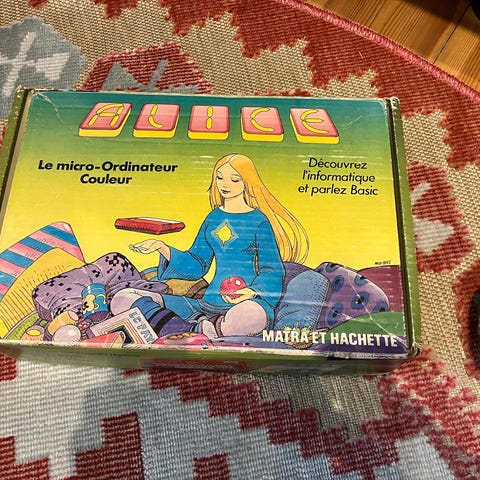 ALICE
Le micro-Ordinateur
Couleur
Découvrez
l'informatique
et parlez Basic
MATRA ET HACHETTE